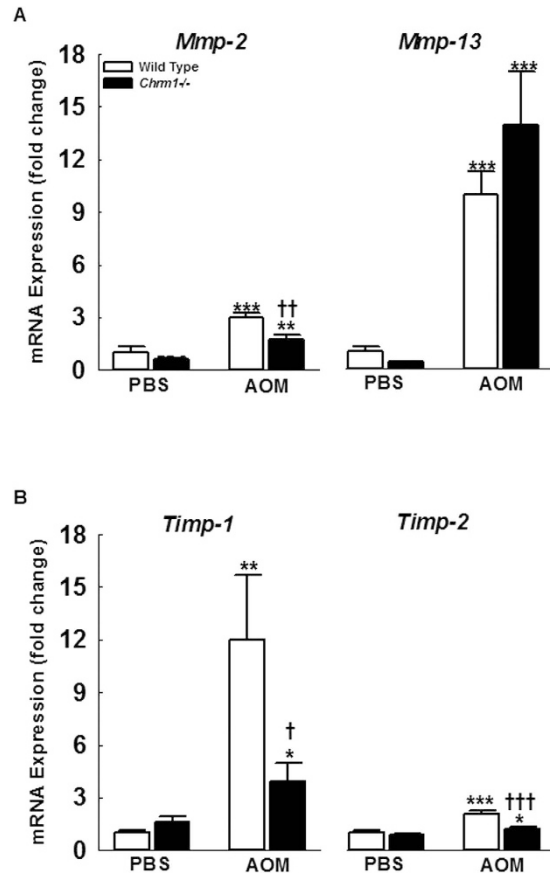 A
Mmp-2 Mmp-13
Wild Type
Chrm1-/-
mRNA Expression (fold change)
18
15
12
9
6
3
0
*** †† ** *** ***
PBS AOM PBS AOM
B
Timp-1 Timp-2
mRNA Expression (fold change)
18
15
12
9
6
3
0
** † * *** ††† *
PBS AOM PBS AOM